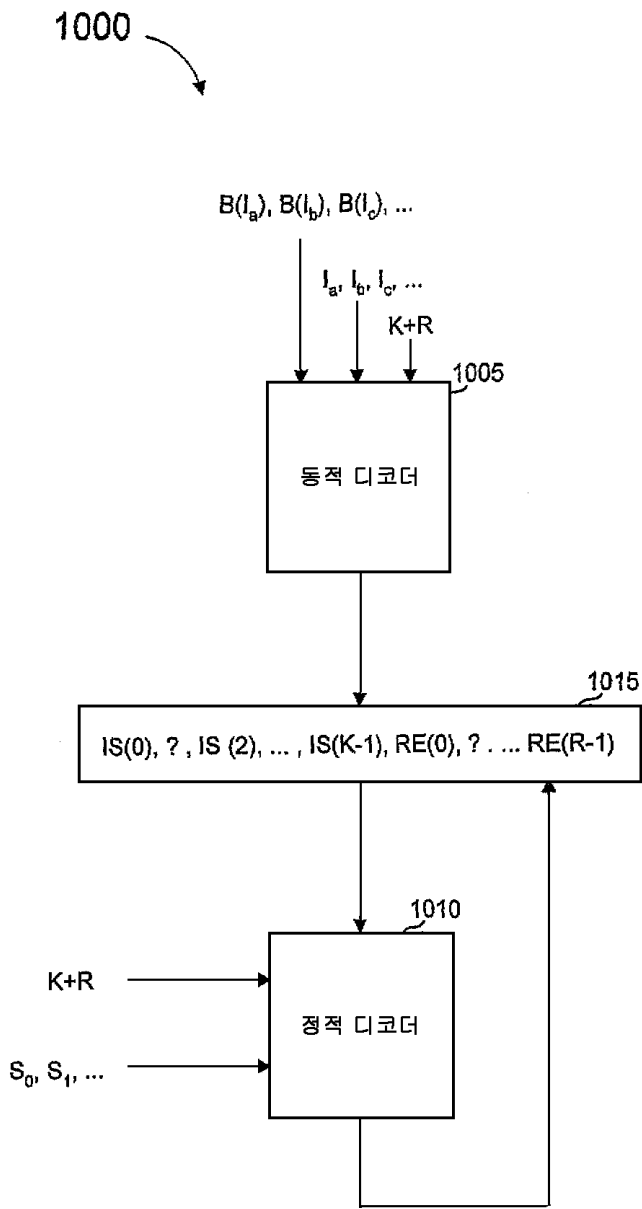 1000
B(I_a), B(I_b), B(I_c), ...
I_a, I_b, I_c, ...
K+R
1005
동적 디코더
1015
IS(0), ? , IS (2), ... , IS(K-1), RE(0), ? . ... RE(R-1)
1010
K+R
정적 디코더
S_0, S_1, ...